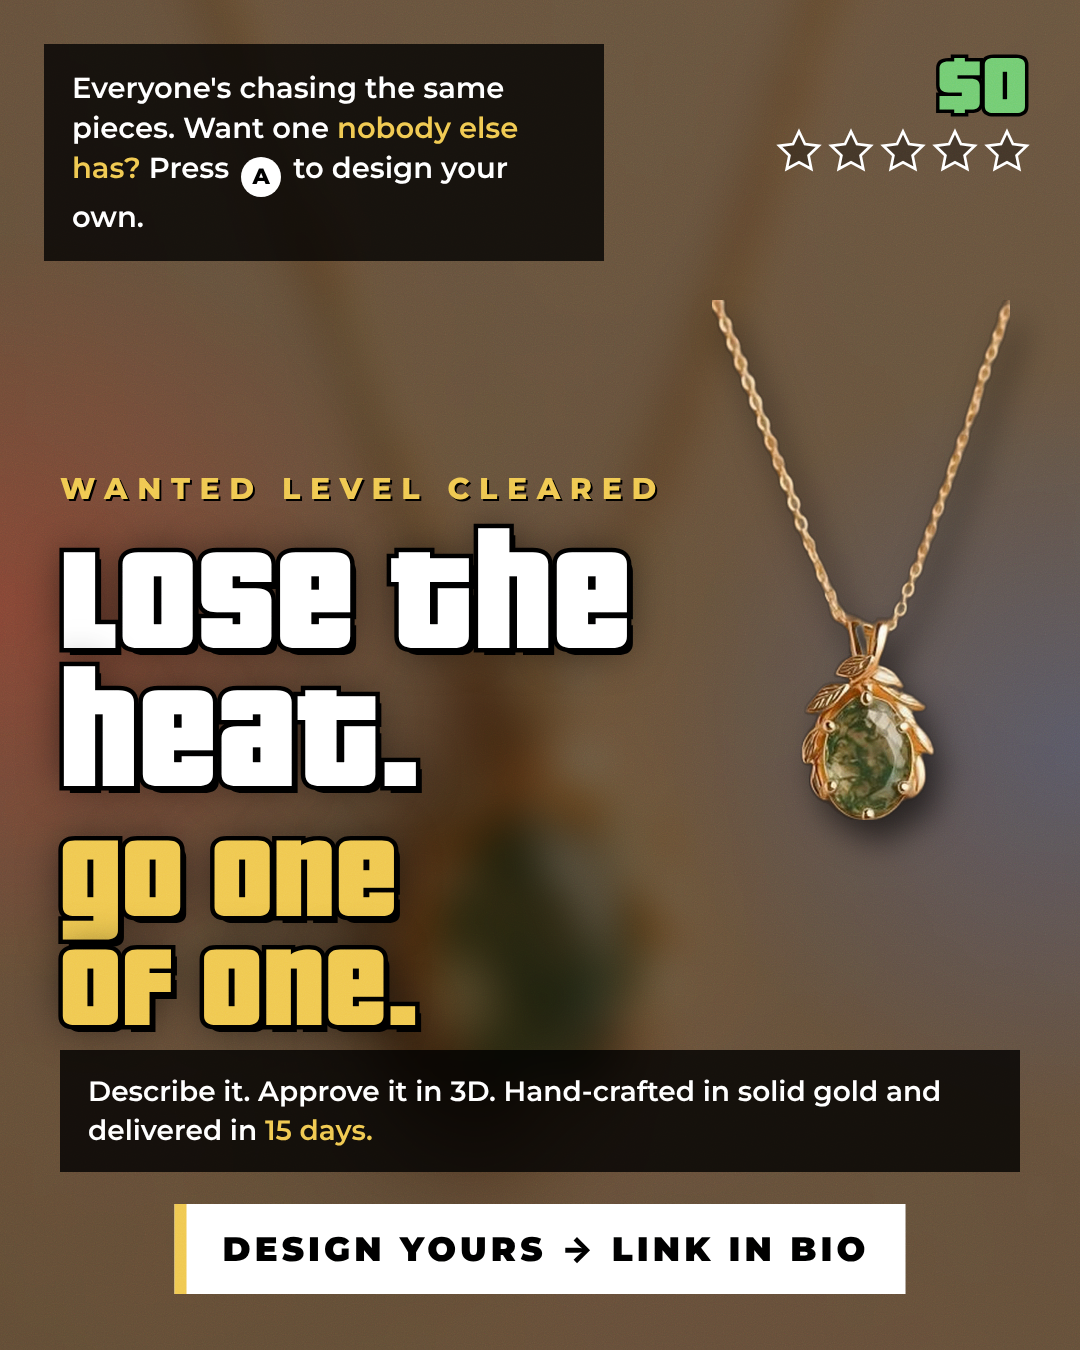 Everyone's chasing the same
pieces. Want one nobody else
has? Press A to design your
own.
$0
WANTED LEVEL CLEARED
Lose the
heat.
go one
of one.
Describe it. Approve it in 3D. Hand-crafted in solid gold and
delivered in 15 days.
DESIGN YOURS → LINK IN BIO